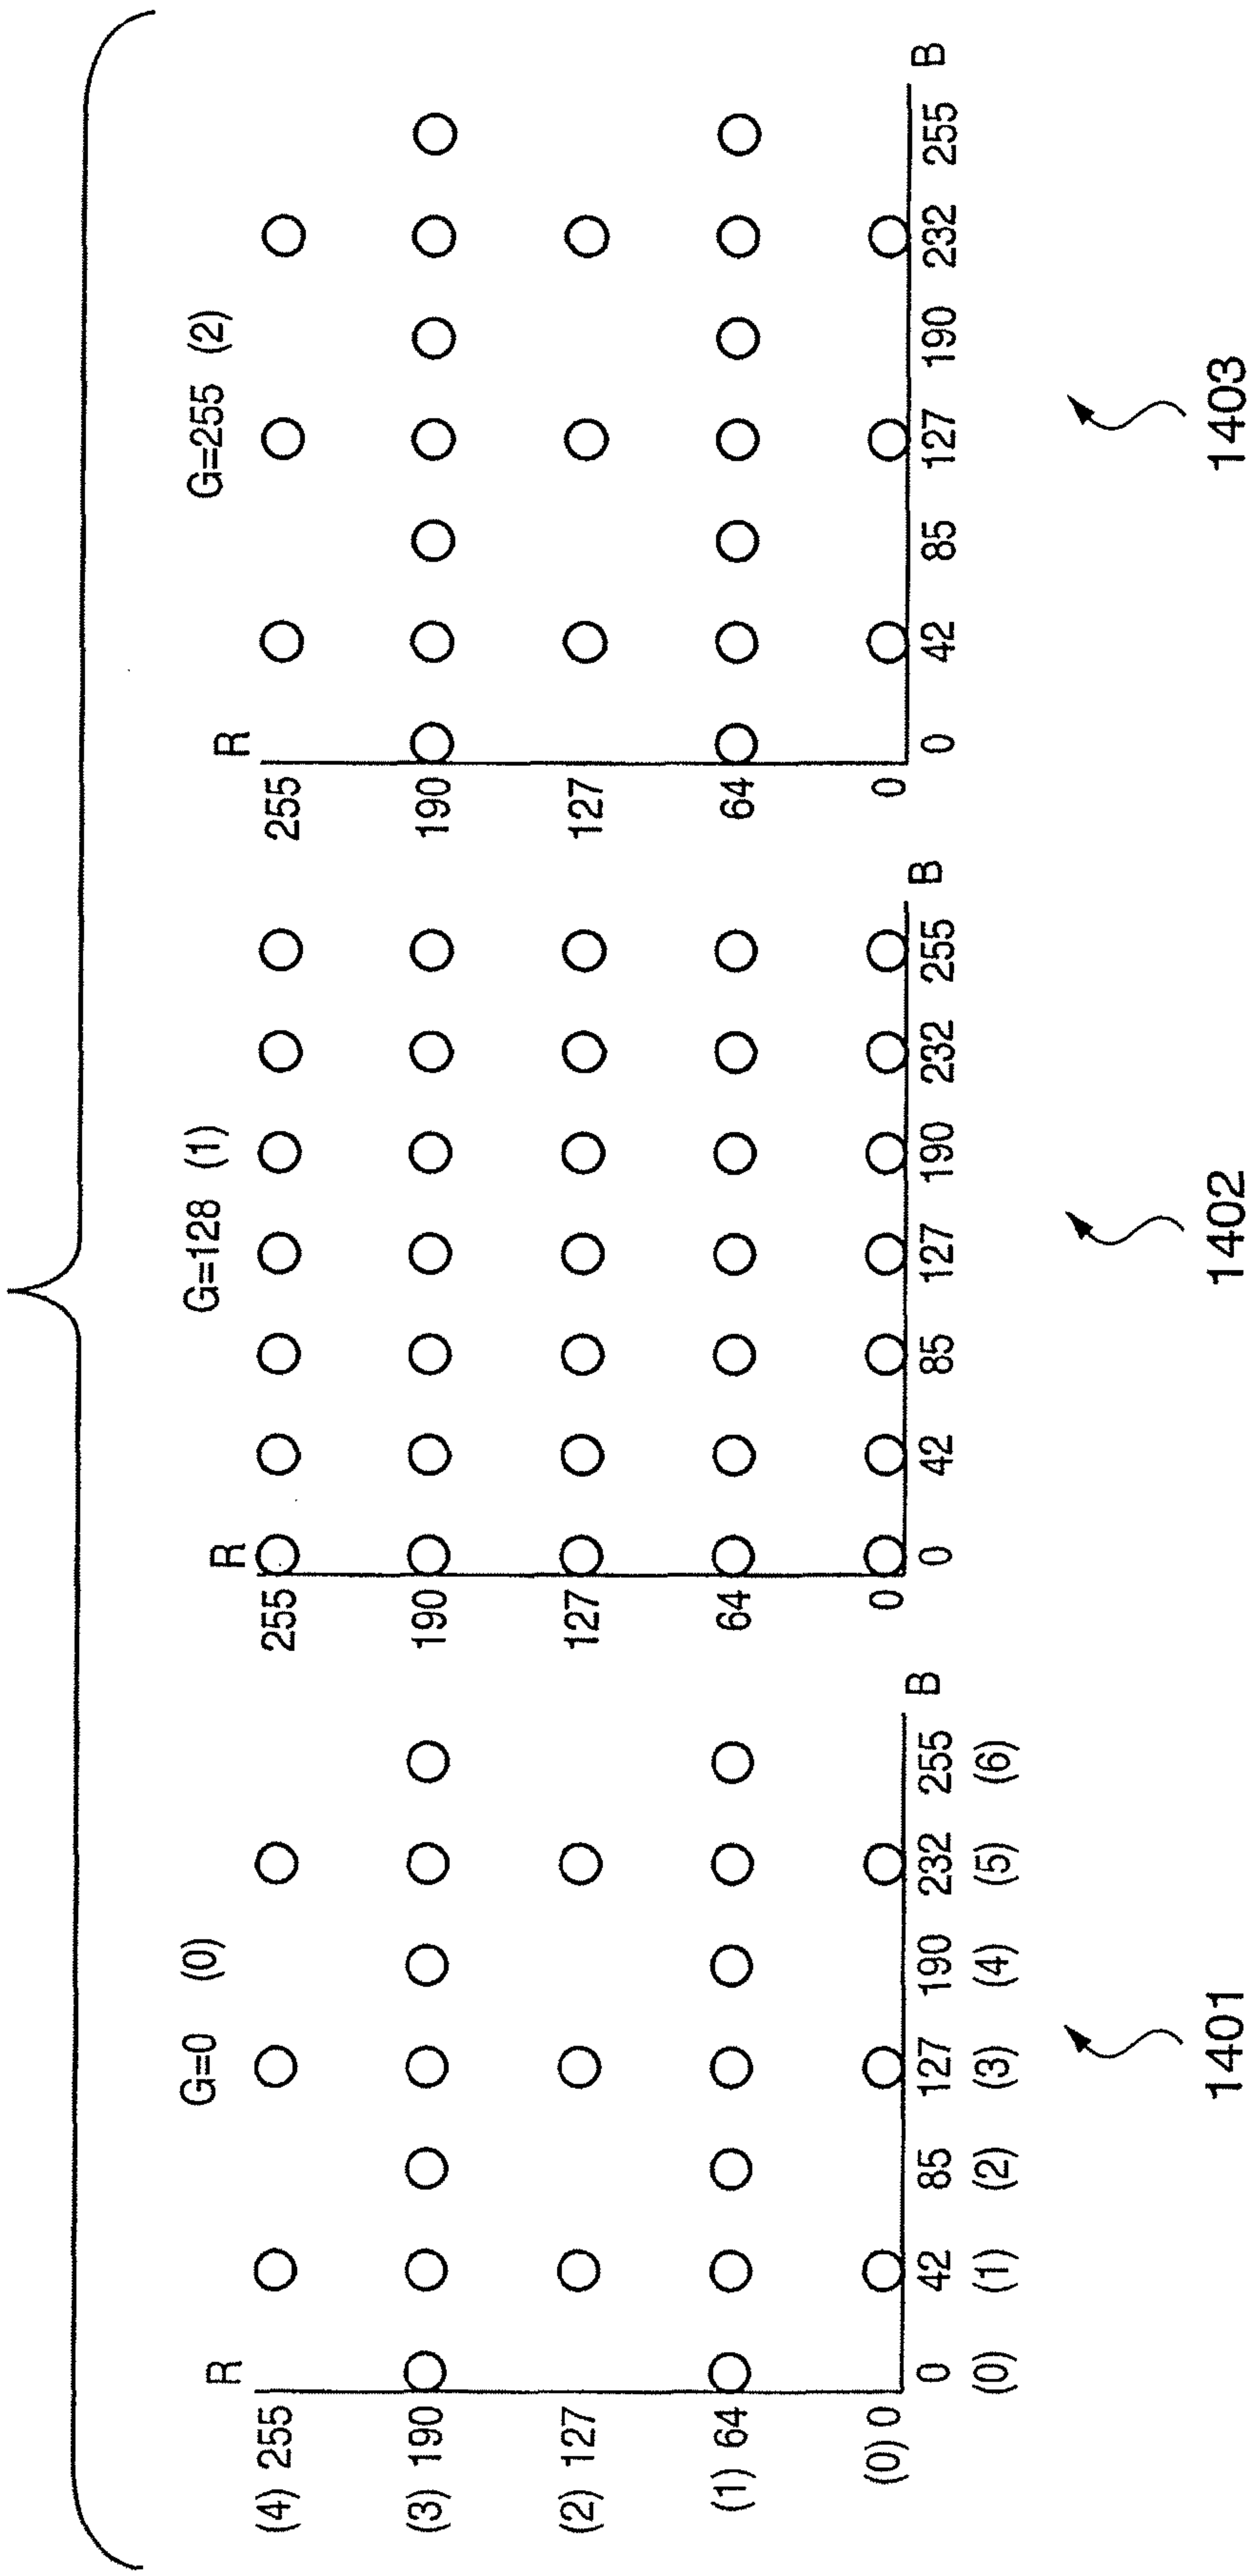 G=0 (0)
R
(4) 255
(3) 190
(2) 127
(1) 64
(0) 0
0 42 85 127 190 232 255 B
(0) (1) (2) (3) (4) (5) (6)
1401
G=128 (1)
R
255
190
127
64
0
0 42 85 127 190 232 255 B
1402
G=255 (2)
R
255
190
127
64
0
0 42 85 127 190 232 255 B
1403